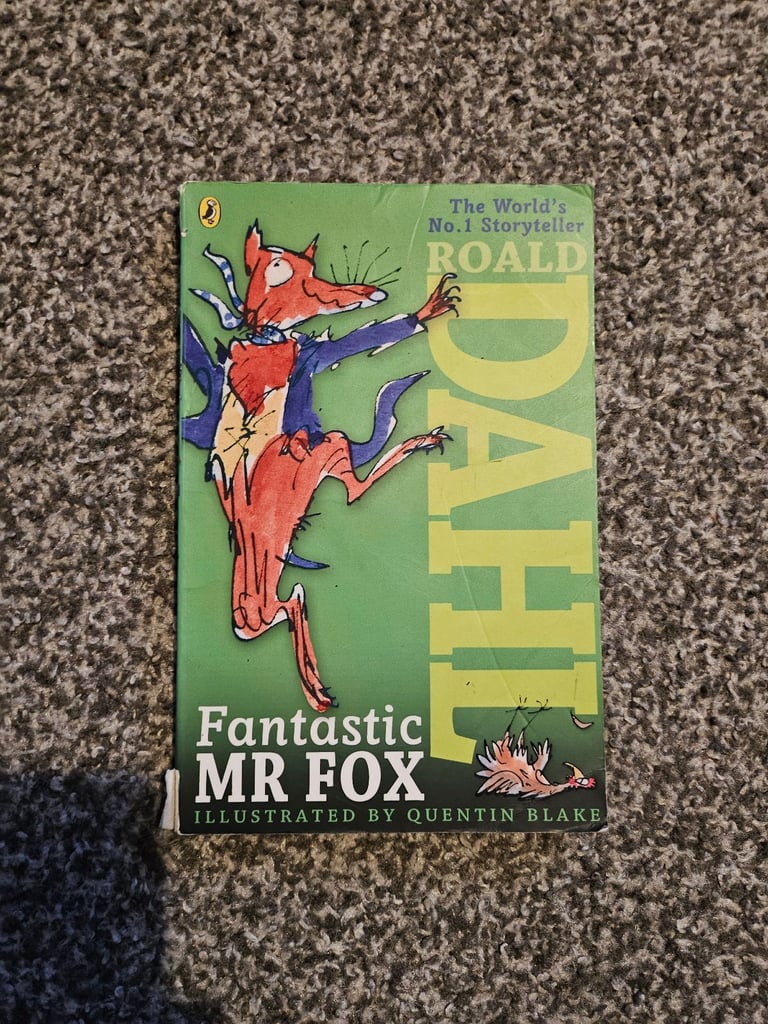 The World's
No.1 Storyteller
ROALD
DAHL
Fantastic
MR FOX
ILLUSTRATED BY QUENTIN BLAKE